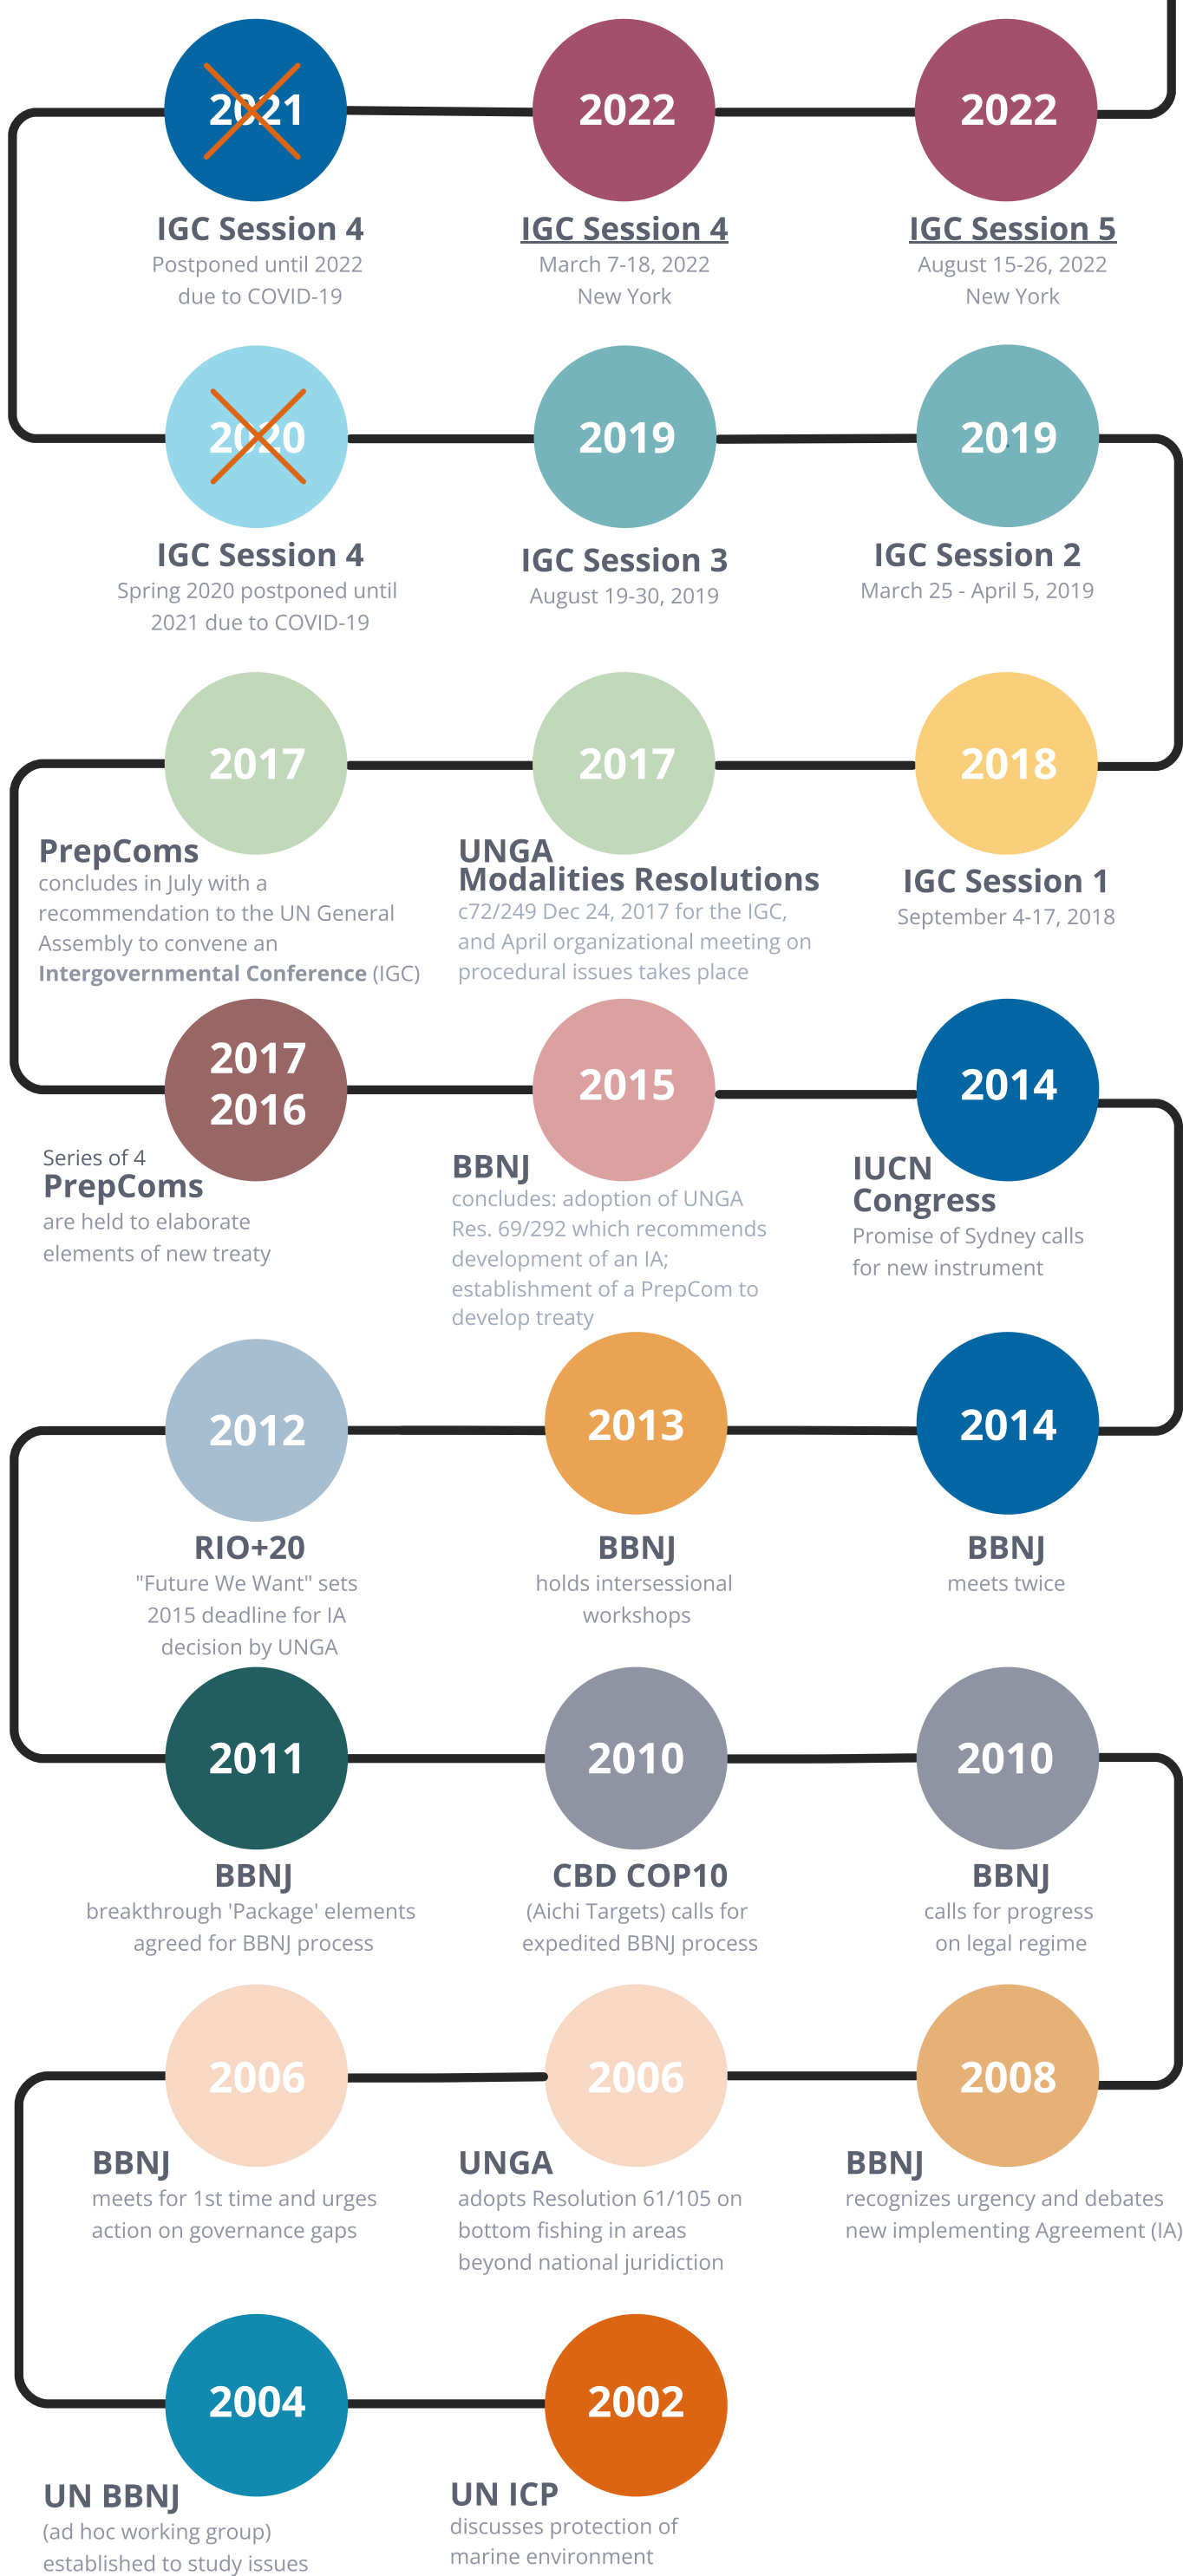 2021
IGC Session 4
Postponed until 2022
due to COVID-19
2022
IGC Session 4
March 7-18, 2022
New York
2022
IGC Session 5
August 15-26, 2022
New York
2020
IGC Session 4
Spring 2020 postponed until
2021 due to COVID-19
2019
IGC Session 3
August 19-30, 2019
2019
IGC Session 2
March 25 - April 5, 2019
2017
PrepComs
concludes in July with a
recommendation to the UN General
Assembly to convene an
Intergovernmental Conference (IGC)
2017
UNGA
Modalities Resolutions
c72/249 Dec 24, 2017 for the IGC,
and April organizational meeting on
procedural issues takes place
2018
IGC Session 1
September 4-17, 2018
2017
2016
Series of 4
PrepComs
are held to elaborate
elements of new treaty
2015
BBNJ
concludes: adoption of UNGA
Res. 69/292 which recommends
development of an IA;
establishment of a PrepCom to
develop treaty
2014
IUCN
Congress
Promise of Sydney calls
for new instrument
2012
RIO+20
"Future We Want" sets
2015 deadline for IA
decision by UNGA
2013
BBNJ
holds intersessional
workshops
2014
BBNJ
meets twice
2011
BBNJ
breakthrough 'Package' elements
agreed for BBNJ process
2010
CBD COP10
(Aichi Targets) calls for
expedited BBNJ process
2010
BBNJ
calls for progress
on legal regime
2006
BBNJ
meets for 1st time and urges
action on governance gaps
2006
UNGA
adopts Resolution 61/105 on
bottom fishing in areas
beyond national juridiction
2008
BBNJ
recognizes urgency and debates
new implementing Agreement (IA)
2004
UN BBNJ
(ad hoc working group)
established to study issues
2002
UN ICP
discusses protection of
marine environment